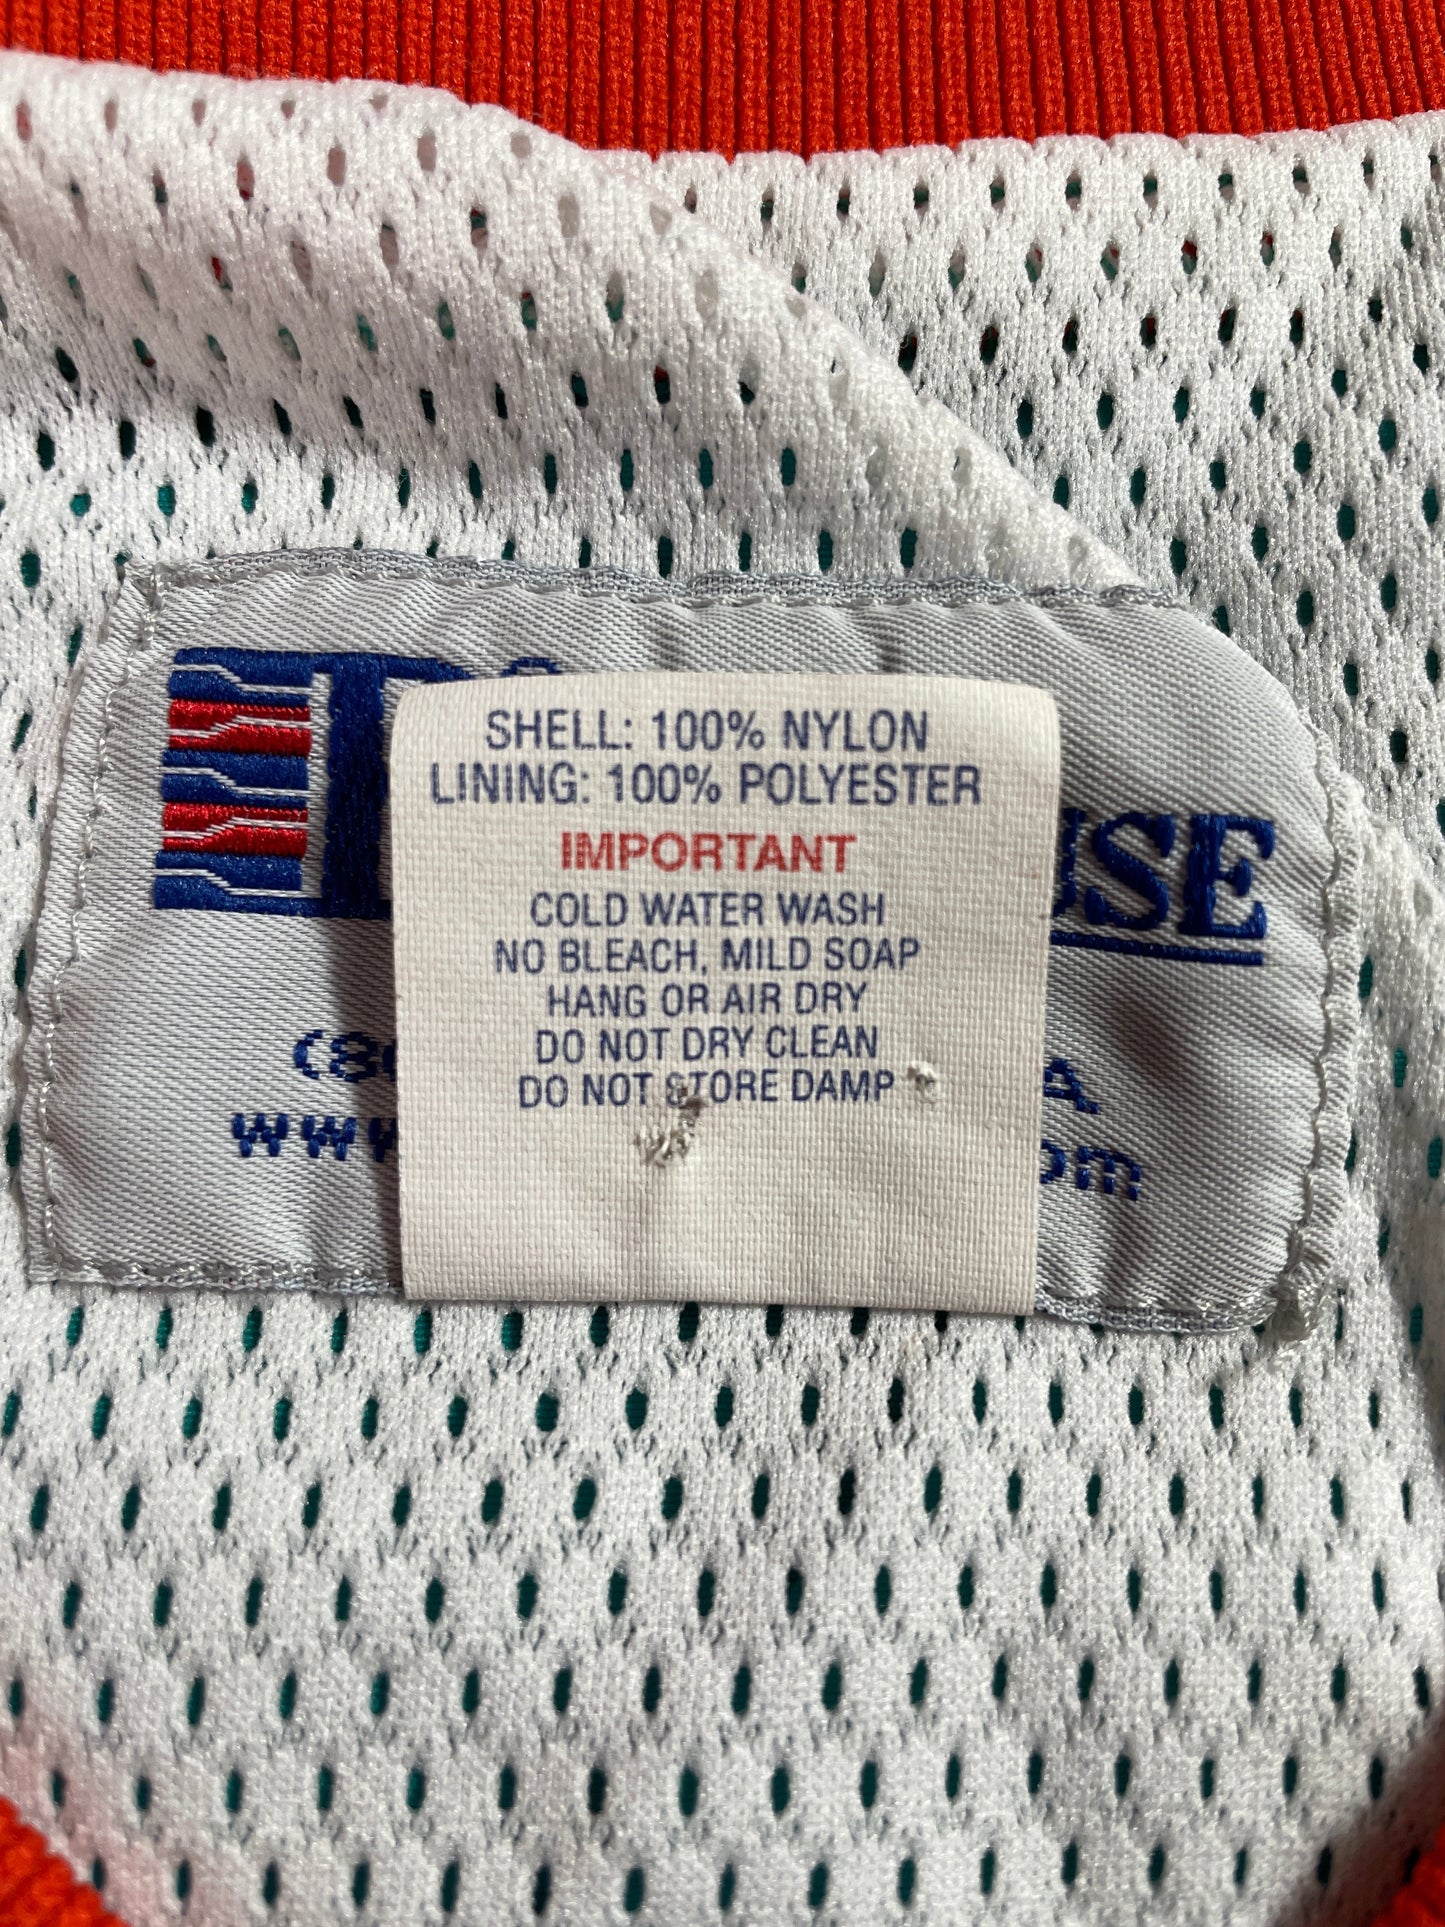 SHELL: 100% NYLON
LINING: 100% POLYESTER
IMPORTANT
COLD WATER WASH
NO BLEACH, MILD SOAP
HANG OR AIR DRY
DO NOT DRY CLEAN
DO NOT STORE DAMP